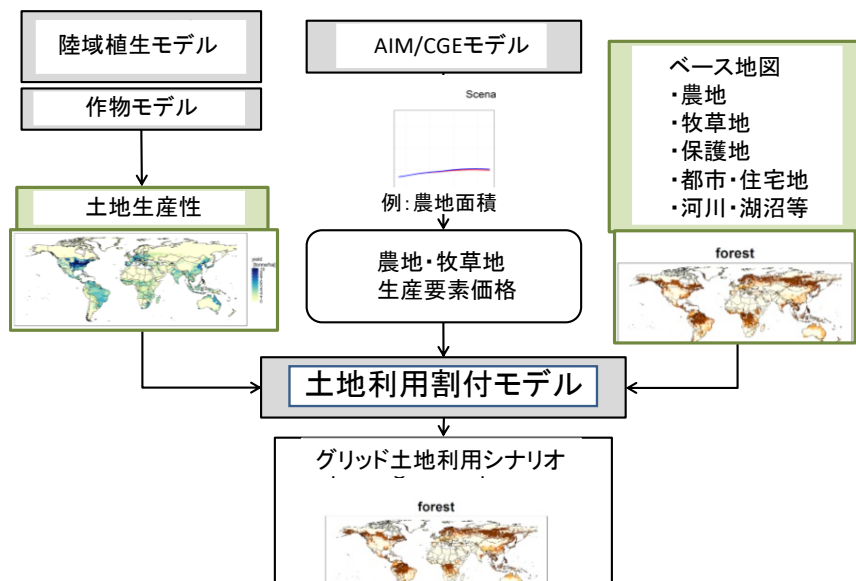 陸域植生モデル
作物モデル
土地生産性
AIM/CGEモデル
Scena
例：農地面積
農地・牧草地
生産要素価格
ベース地図
・農地
・牧草地
・保護地
・都市・住宅地
・河川・湖沼等
forest
土地利用割付モデル
グリッド土地利用シナリオ
forest